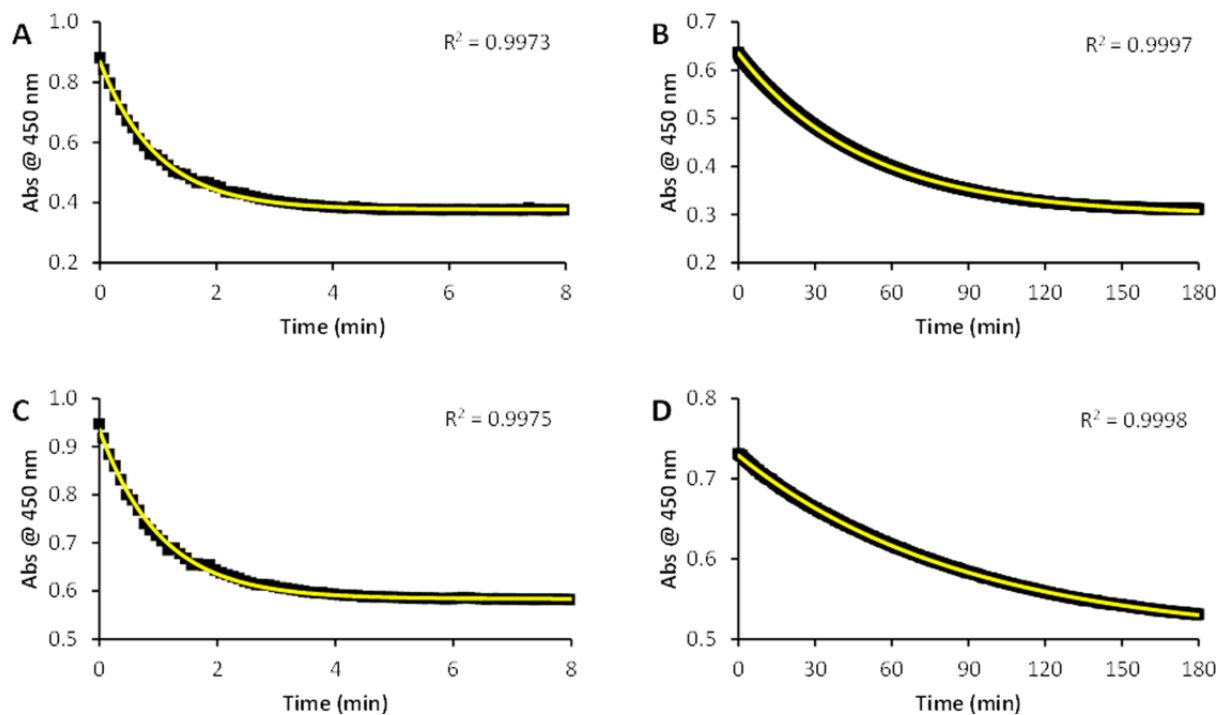 A
R² = 0.9973
Abs @ 450 nm
1.0
0.8
0.6
0.4
0.2
0 2 4 6 8
Time (min)
B
R² = 0.9997
Abs @ 450 nm
0.7
0.6
0.5
0.4
0.3
0.2
0 30 60 90 120 150 180
Time (min)
C
R² = 0.9975
Abs @ 450 nm
1.0
0.9
0.8
0.7
0.6
0.5
0 2 4 6 8
Time (min)
D
R² = 0.9998
Abs @ 450 nm
0.8
0.7
0.6
0.5
0 30 60 90 120 150 180
Time (min)